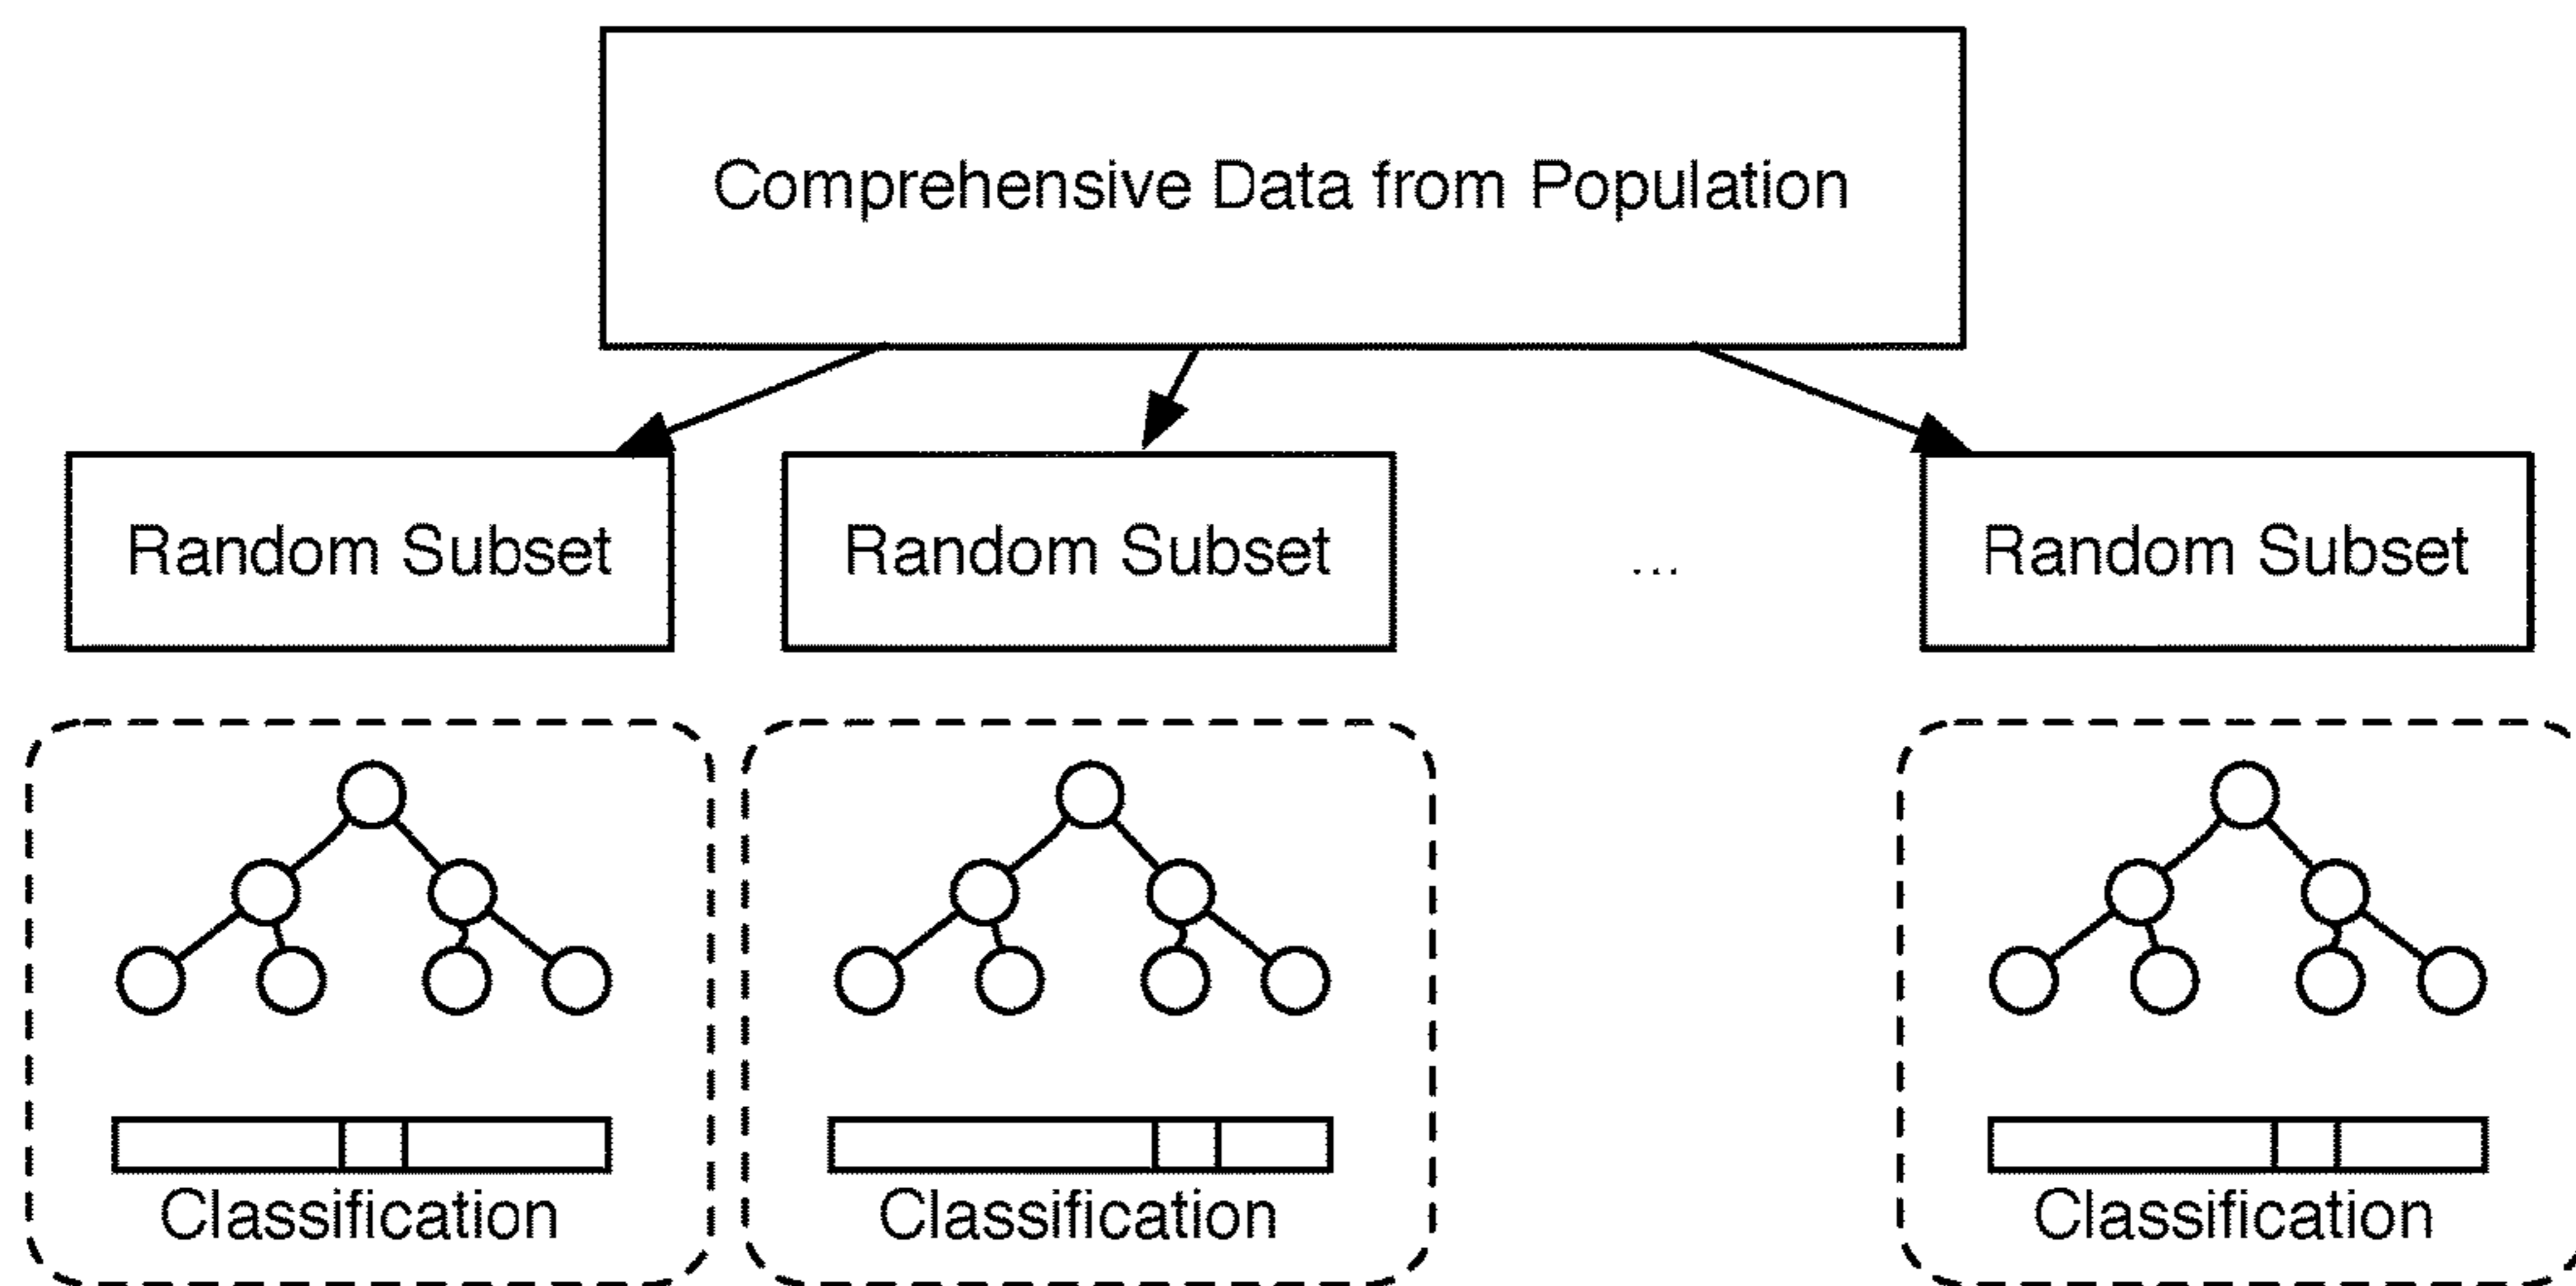 Comprehensive Data from Population
Random Subset
Random Subset
...
Random Subset
Classification
Classification
Classification